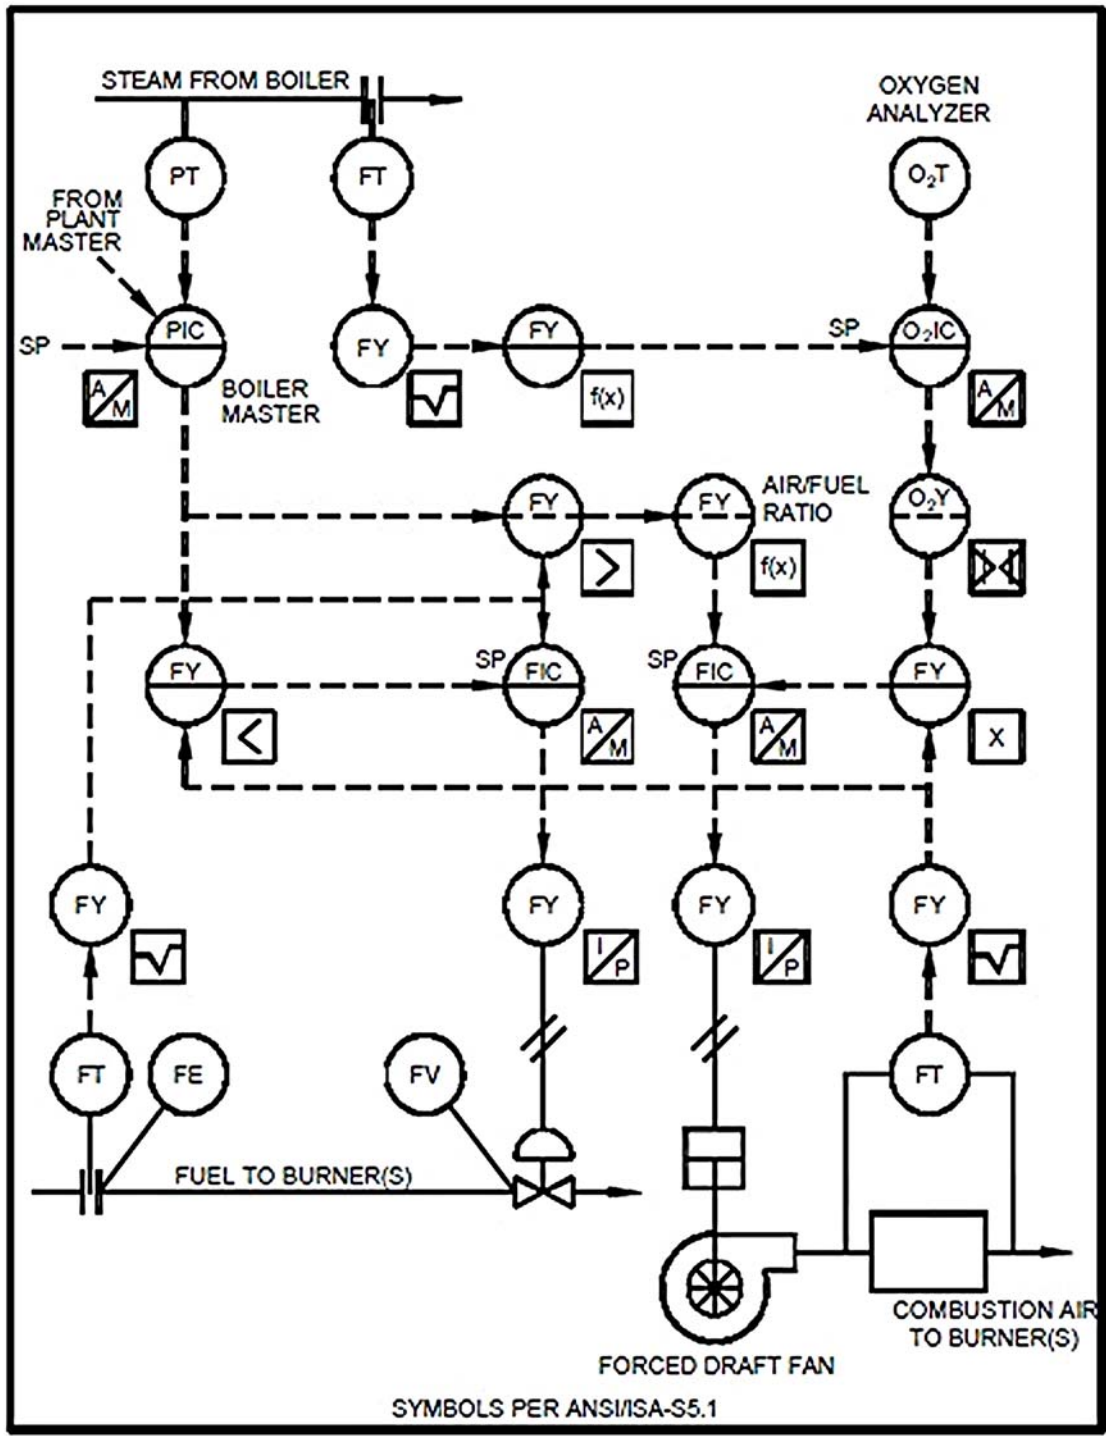 STEAM FROM BOILER
OXYGEN
ANALYZER
PT
FT
O₂T
FROM
PLANT
MASTER
SP
PIC
A/M
BOILER
MASTER
FY
√
FY
f(x)
SP
O₂IC
A/M
FY
>
FY
AIR/FUEL
RATIO
f(x)
O₂Y
FY
<
SP
FIC
A/M
SP
FIC
A/M
FY
X
FY
√
FY
I/P
FY
I/P
FY
√
FT
FE
FV
FT
FUEL TO BURNER(S)
COMBUSTION AIR
TO BURNER(S)
FORCED DRAFT FAN
SYMBOLS PER ANSI/ISA-S5.1